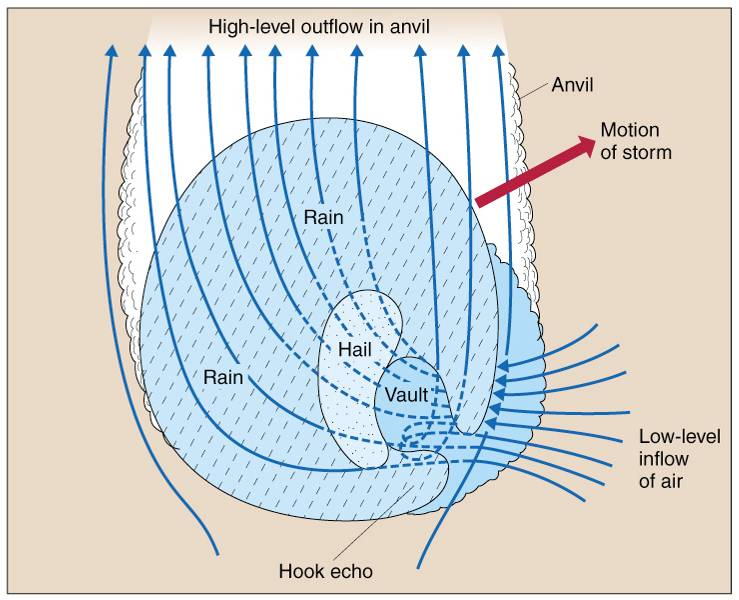 High-level outflow in anvil
Anvil
Motion
of storm
Rain
Hail
Rain
Vault
Low-level
inflow
of air
Hook echo